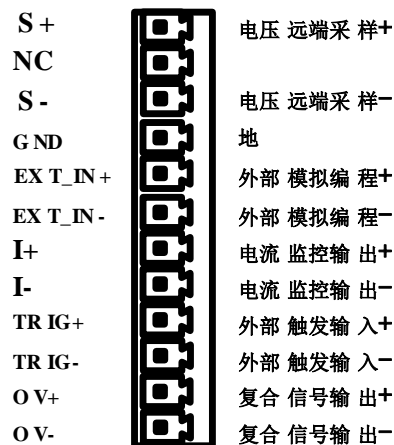 S+ 电压 远端采 样+
NC
S- 电压 远端采 样-
GND 地
EXT_IN+ 外部 模拟编 程+
EXT_IN- 外部 模拟编 程-
I+ 电流 监控输 出+
I- 电流 监控输 出-
TRIG+ 外部 触发输 入+
TRIG- 外部 触发输 入-
OV+ 复合 信号输 出+
OV- 复合 信号输 出-